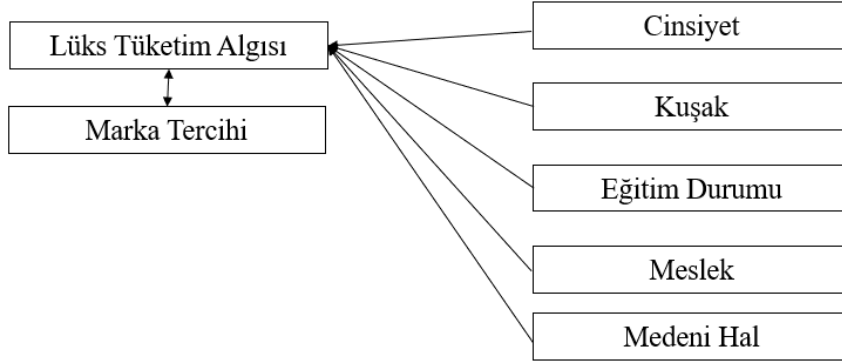 Lüks Tüketim Algısı
Marka Tercihi
Cinsiyet
Kuşak
Eğitim Durumu
Meslek
Medeni Hal